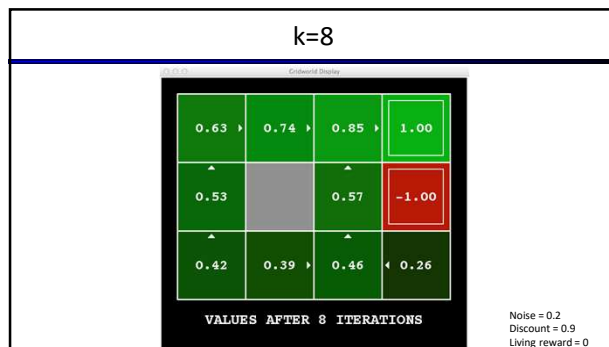 k=8
Gridworld Display
0.63 0.74 0.85 1.00
0.53 0.57 -1.00
0.42 0.39 0.46 0.26
VALUES AFTER 8 ITERATIONS
Noise = 0.2
Discount = 0.9
Living reward = 0